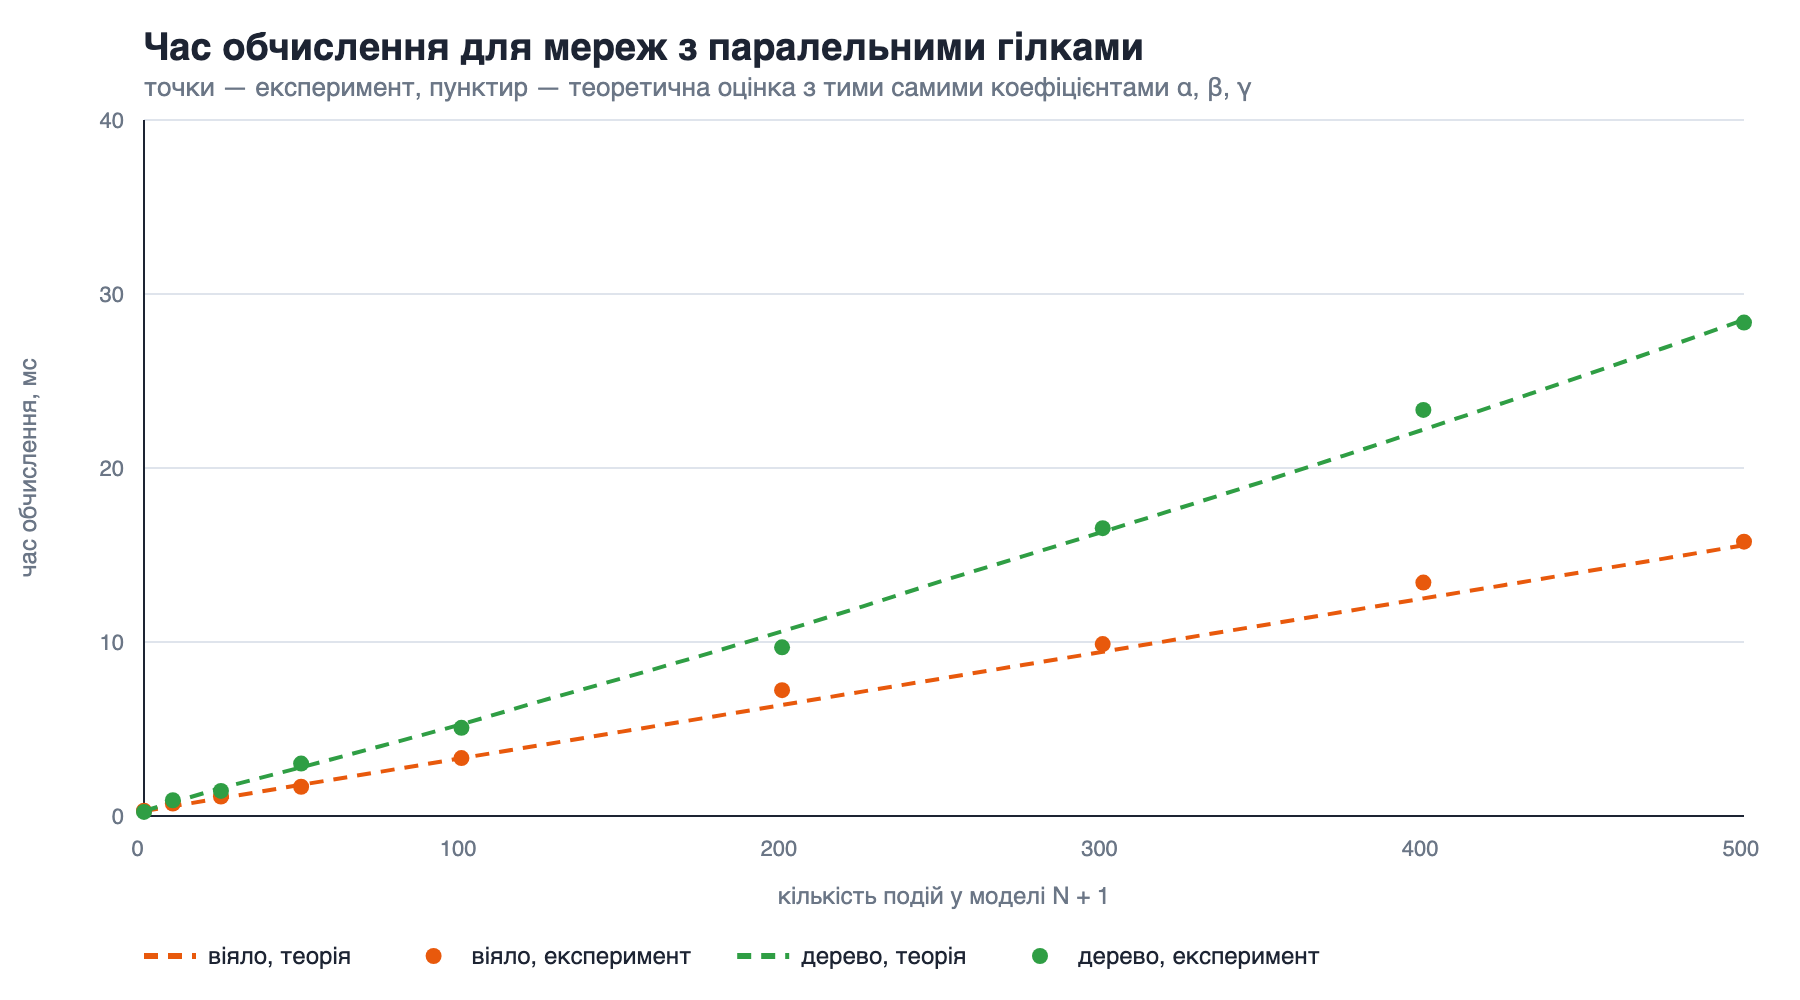 Час обчислення для мереж з паралельними гілками
точки — експеримент, пунктир — теоретична оцінка з тими самими коефіцієнтами α, β, γ
40
30
20
10
0
час обчислення, мс
0 100 200 300 400 500
кількість подій у моделі N + 1
віяло, теорія віяло, експеримент дерево, теорія дерево, експеримент